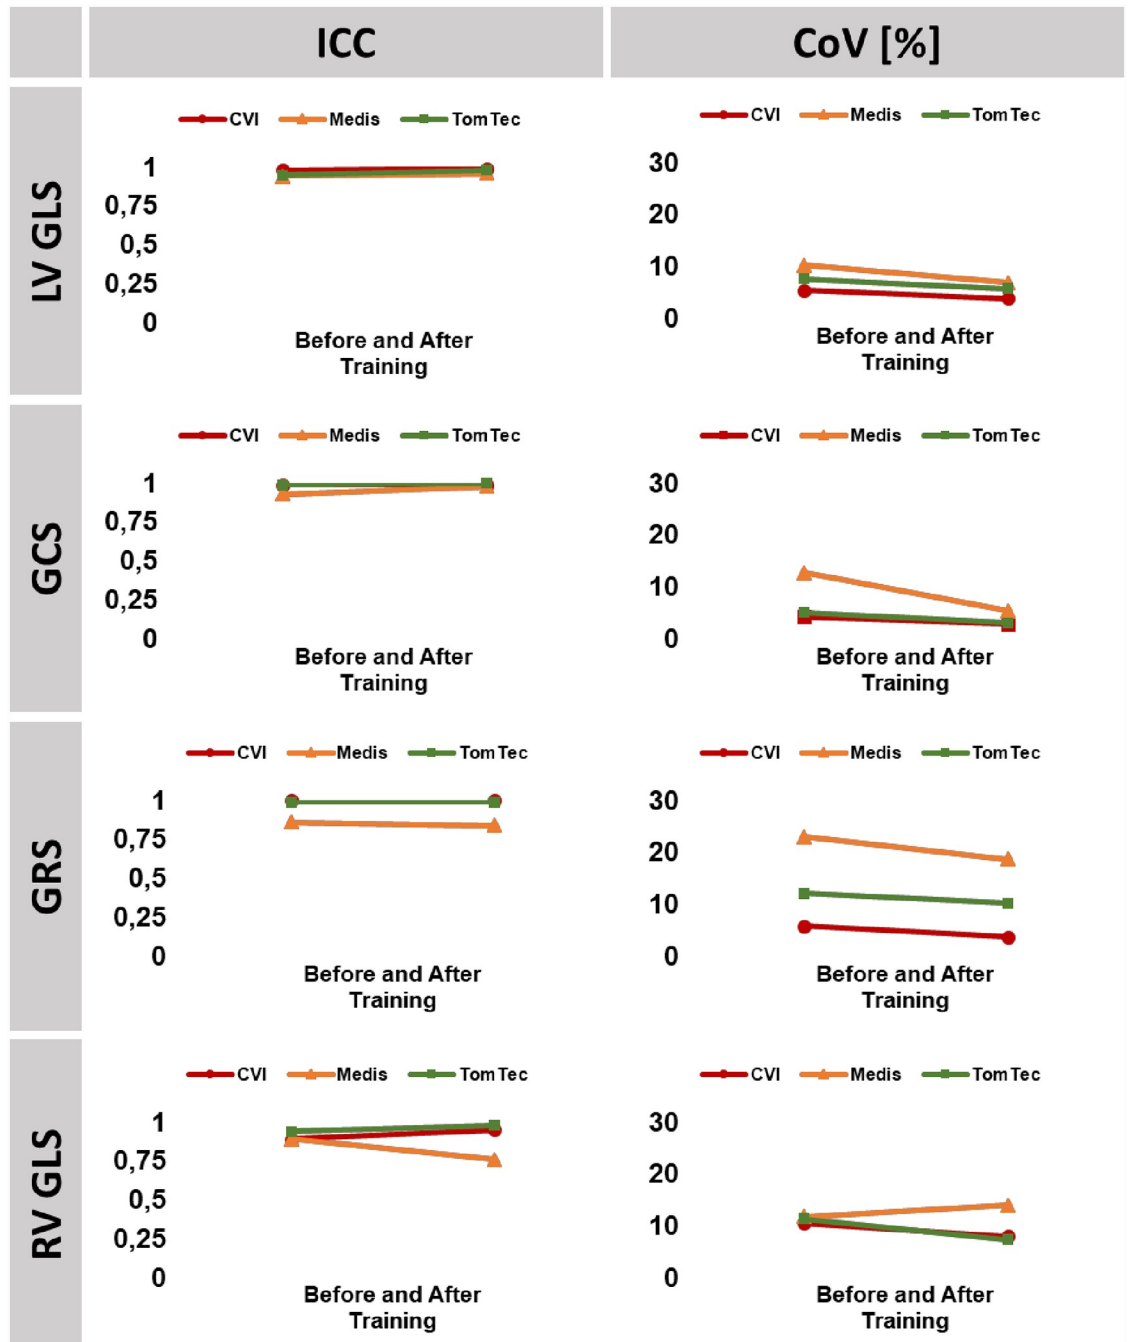 ICC
CoV [%]
LV GLS
CVI Medis TomTec
1
0,75
0,5
0,25
0
Before and After
Training
CVI Medis TomTec
30
20
10
0
Before and After
Training
GCS
CVI Medis TomTec
1
0,75
0,5
0,25
0
Before and After
Training
CVI Medis TomTec
30
20
10
0
Before and After
Training
GRS
CVI Medis TomTec
1
0,75
0,5
0,25
0
Before and After
Training
CVI Medis TomTec
30
20
10
0
Before and After
Training
RV GLS
CVI Medis TomTec
1
0,75
0,5
0,25
0
Before and After
Training
CVI Medis TomTec
30
20
10
0
Before and After
Training